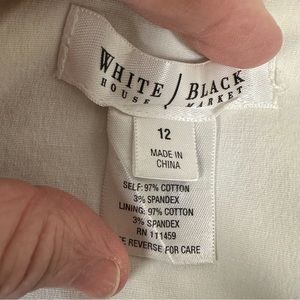 WHITE / BLACK
HOUSE MARKET
12
MADE IN
CHINA
SELF: 97% COTTON
3% SPANDEX
LINING: 97% COTTON
3% SPANDEX
RN 111459
REVERSE FOR CARE